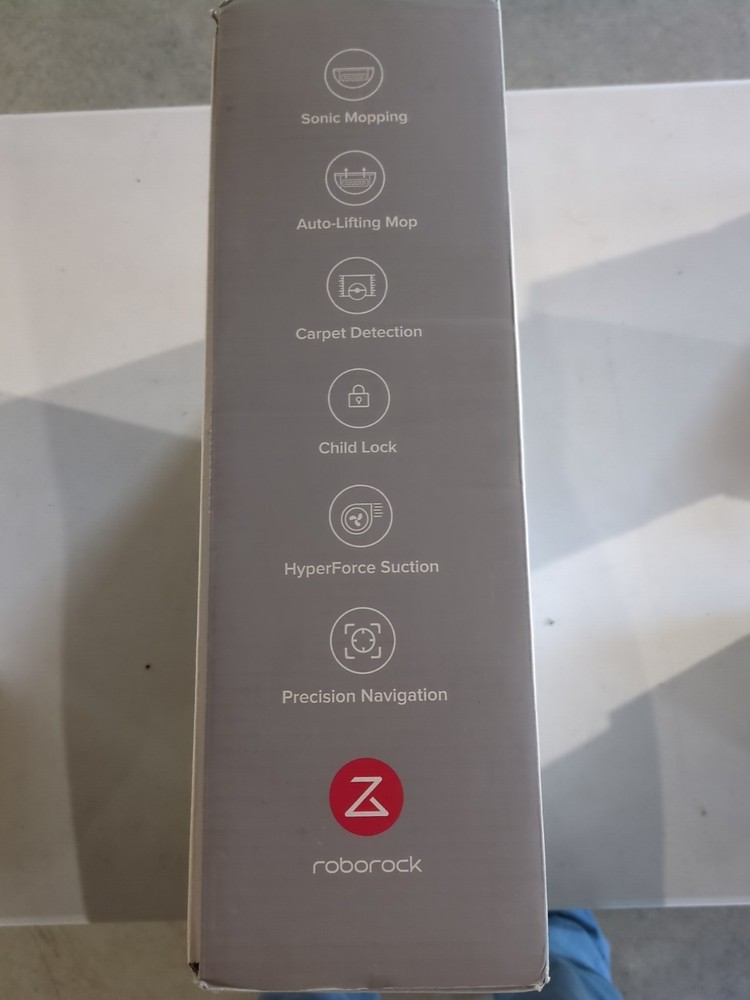 Sonic Mopping
Auto-Lifting Mop
Carpet Detection
Child Lock
HyperForce Suction
Precision Navigation
roborock